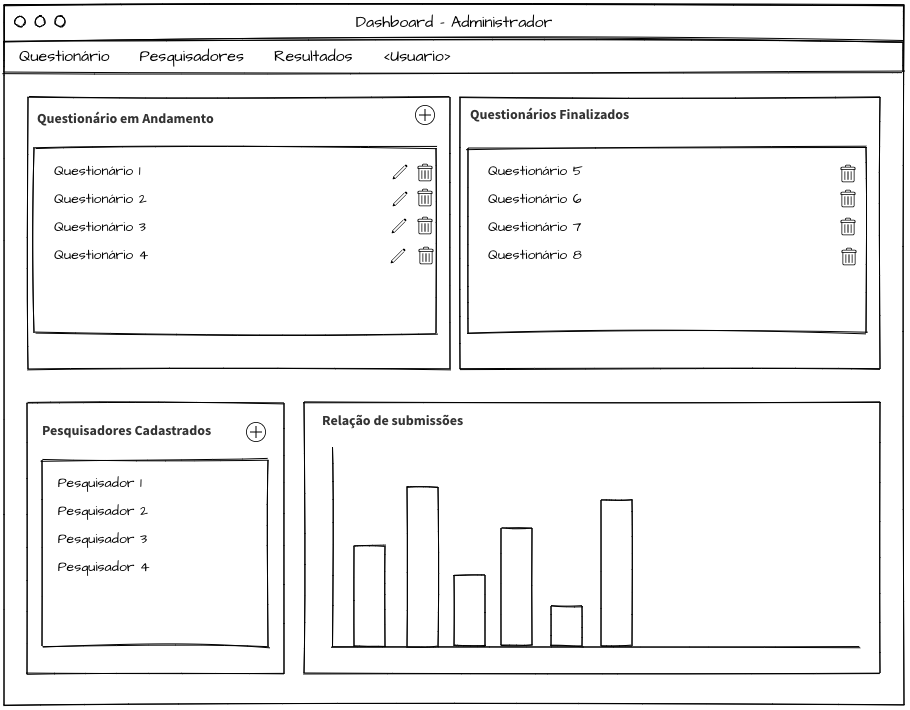 Dashboard - Administrador
Questionário Pesquisadores Resultados <Usuario>
Questionário em Andamento
Questionário 1
Questionário 2
Questionário 3
Questionário 4
Questionários Finalizados
Questionário 5
Questionário 6
Questionário 7
Questionário 8
Pesquisadores Cadastrados
Pesquisador 1
Pesquisador 2
Pesquisador 3
Pesquisador 4
Relação de submissões